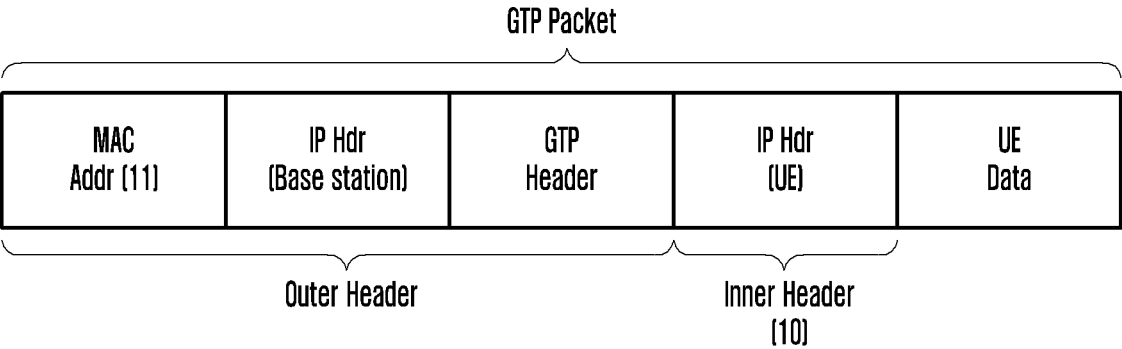 GTP Packet
MAC
Addr (11)
IP Hdr
(Base station)
GTP
Header
IP Hdr
(UE)
UE
Data
Outer Header
Inner Header
(10)